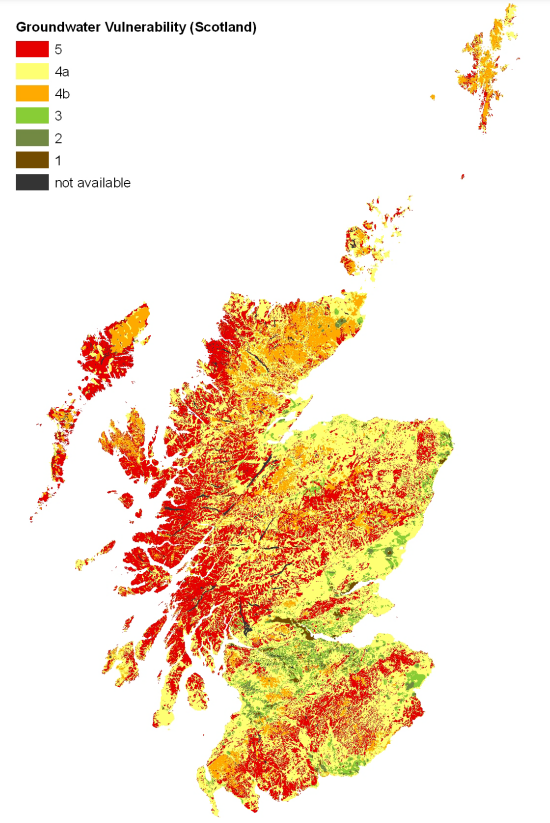 Groundwater Vulnerability (Scotland)
5
4a
4b
3
2
1
not available